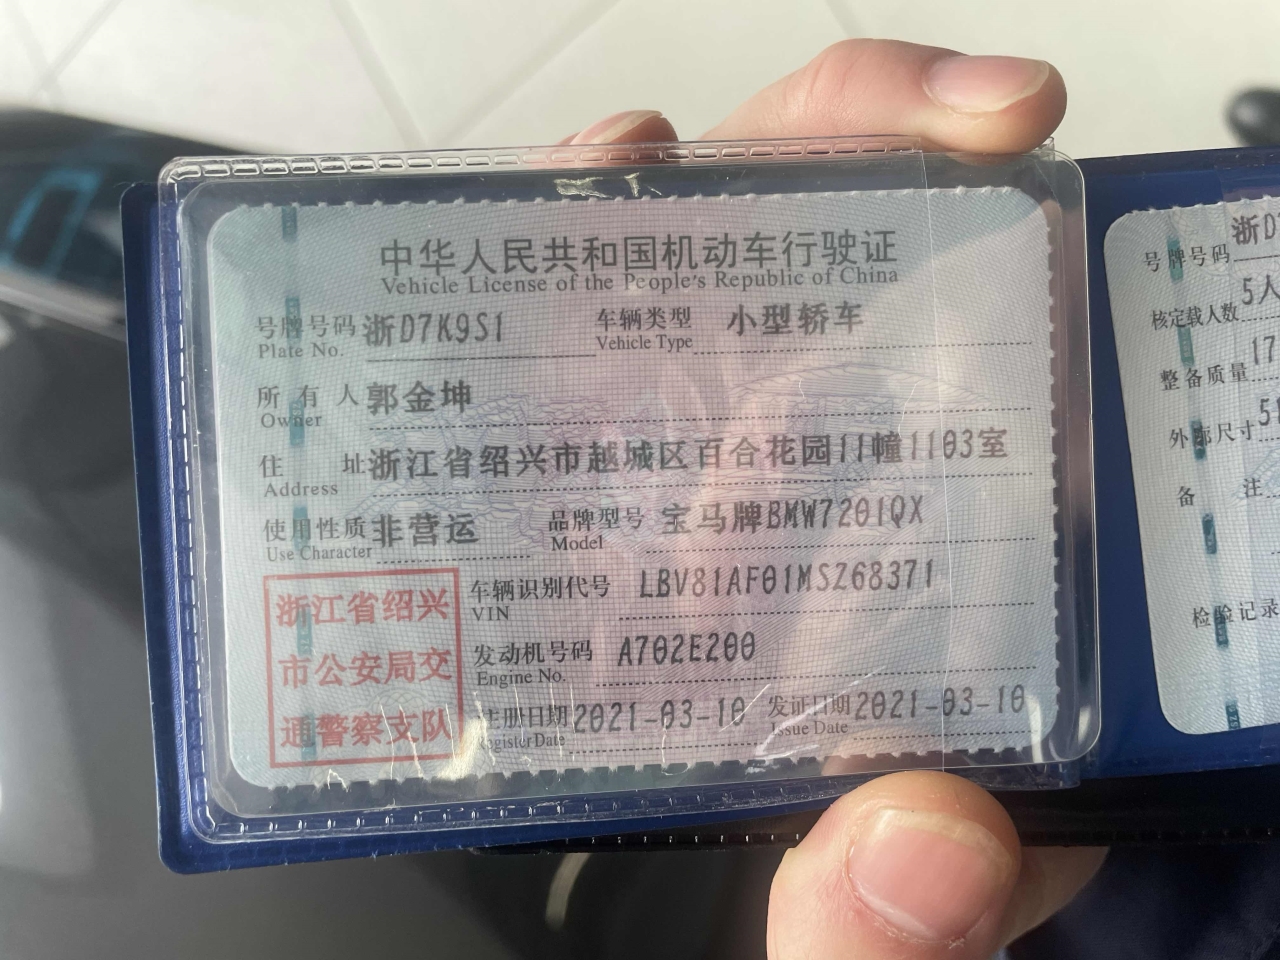 中华人民共和国机动车行驶证
Vehicle License of the People's Republic of China
号牌号码 浙D7K9S1 车辆类型 小型轿车
Plate No. Vehicle Type
所有人 郭金坤
Owner
住址 浙江省绍兴市越城区百合花园11幢1103室
Address
使用性质 非营运 品牌型号 宝马牌BMW7201QX
Use Character Model
浙江省绍兴
市公安局交
通警察支队
车辆识别代号 LBV81AF01MSZ68371
VIN
发动机号码 A702E200
Engine No.
注册日期 2021-03-10 发证日期 2021-03-10
Register Date Issue Date
号牌号码 浙D
核定载人数 5人
整备质量 17
外廓尺寸 51
备注
检验记录